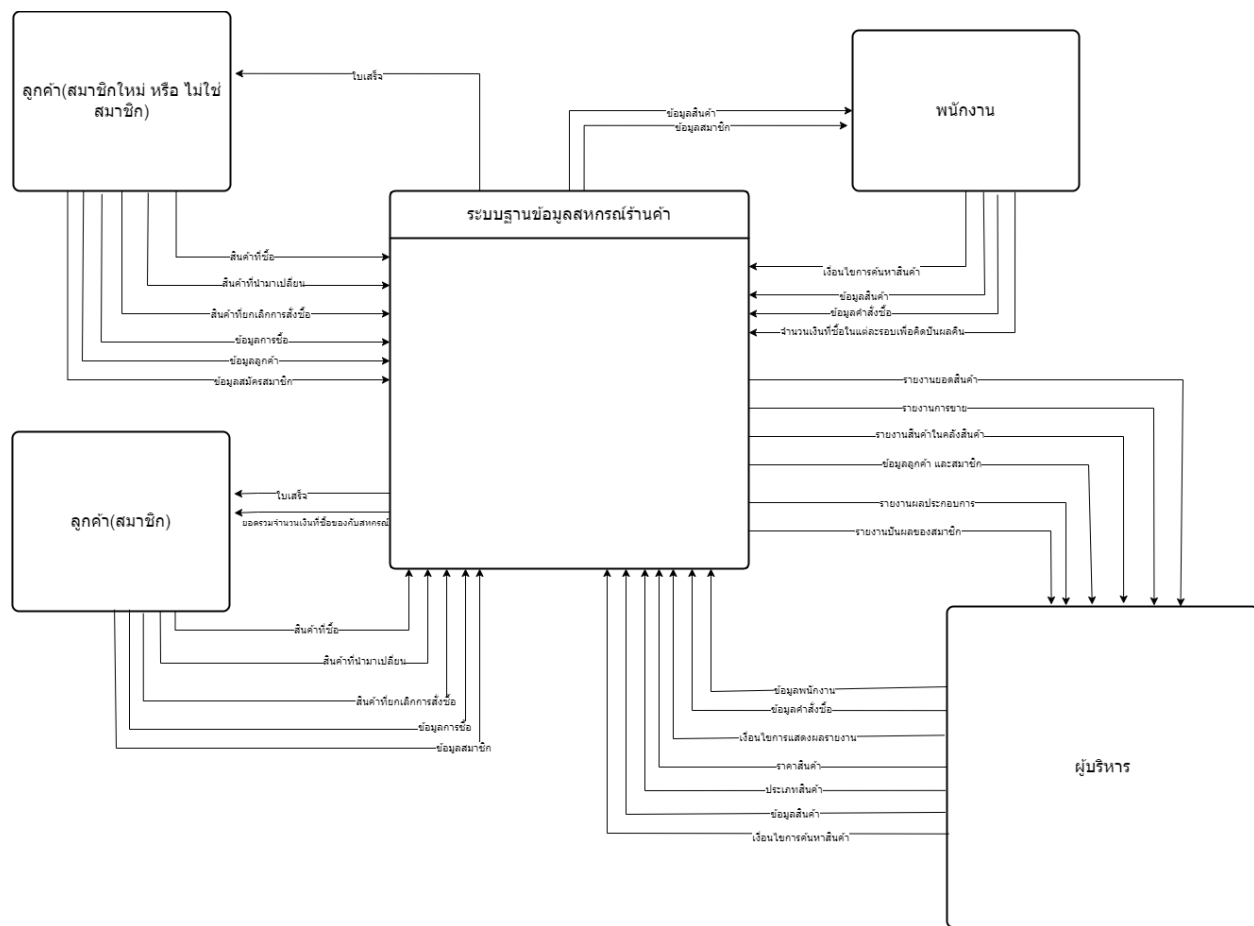 ลูกค้า(สมาชิกใหม่ หรือ ไม่ใช่
สมาชิก)
ใบเสร็จ
ข้อมูลสินค้า
ข้อมูลสมาชิก
พนักงาน
ระบบฐานข้อมูลสหกรณ์ร้านค้า
สินค้าที่ซื้อ
สินค้าที่นำมาเปลี่ยน
สินค้าที่ยกเลิกการสั่งซื้อ
ข้อมูลการซื้อ
ข้อมูลลูกค้า
ข้อมูลสมัครสมาชิก
เงื่อนไขการค้นหาสินค้า
ข้อมูลสินค้า
ข้อมูลคำสั่งซื้อ
จำนวนเงินที่ซื้อในแต่ละรอบเพื่อคิดปันผลคืน
รายงานยอดสินค้า
รายงานการขาย
รายงานสินค้าในคลังสินค้า
ข้อมูลลูกค้า และสมาชิก
รายงานผลประกอบการ
รายงานปันผลของสมาชิก
ลูกค้า(สมาชิก)
ใบเสร็จ
ยอดรวมจำนวนเงินที่ซื้อของกับสหกรณ์
สินค้าที่ซื้อ
สินค้าที่นำมาเปลี่ยน
สินค้าที่ยกเลิกการสั่งซื้อ
ข้อมูลการซื้อ
ข้อมูลสมาชิก
ข้อมูลพนักงาน
ข้อมูลคำสั่งซื้อ
เงื่อนไขการแสดงผลรายงาน
ราคาสินค้า
ประเภทสินค้า
ข้อมูลสินค้า
เงื่อนไขการค้นหาสินค้า
ผู้บริหาร